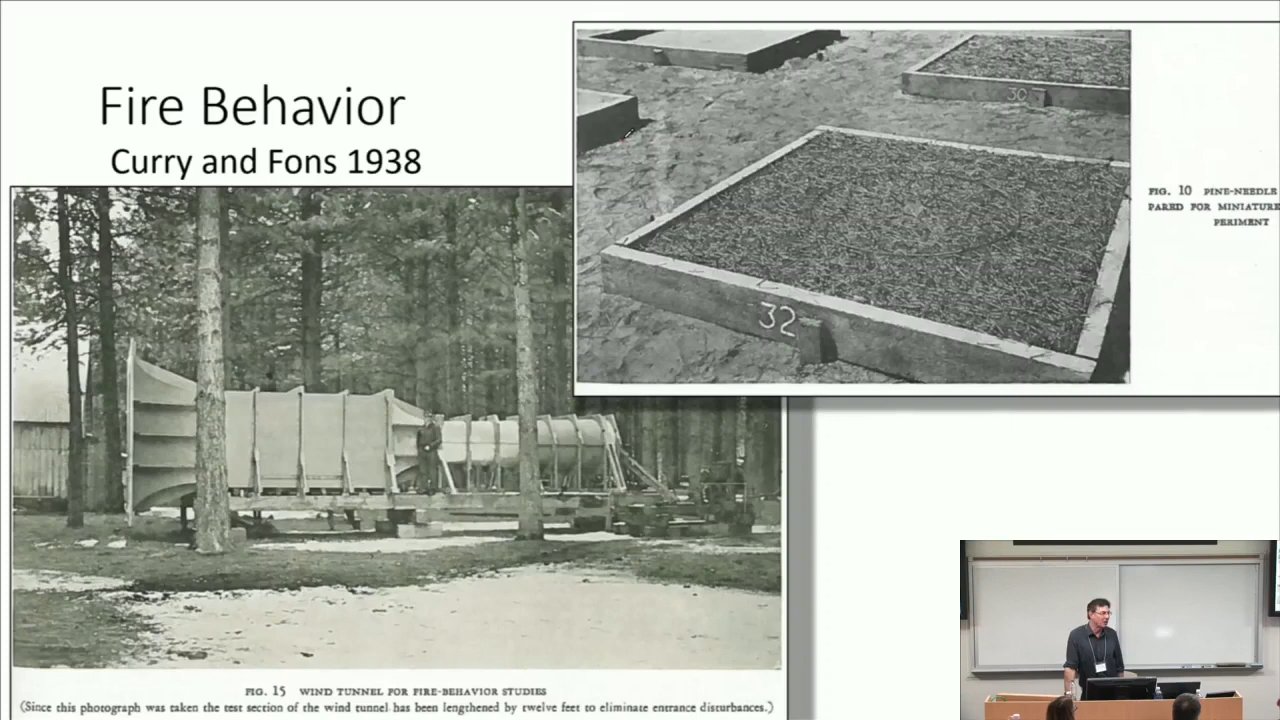 Fire Behavior
Curry and Fons 1938
30
32
FIG. 10 PINE-NEEDLE
PARED FOR MINIATURE
PERIMENT
FIG. 15 WIND TUNNEL FOR FIRE-BEHAVIOR STUDIES
(Since this photograph was taken the test section of the wind tunnel has been lengthened by twelve feet to eliminate entrance disturbances.)